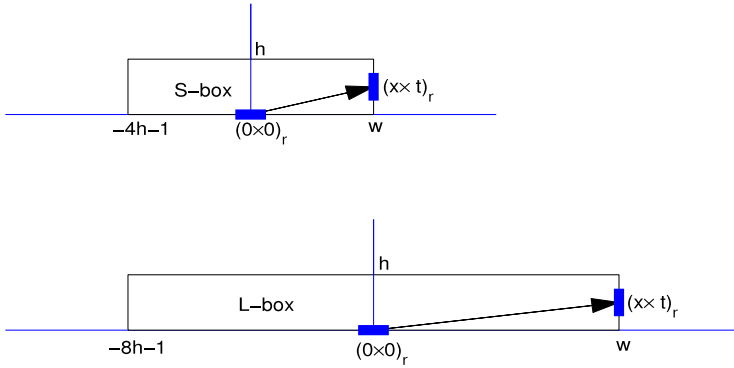 h
S−box
(x× t)r
−4h−1
(0×0)r
w
h
L−box
(x× t)r
−8h−1
(0×0)r
w